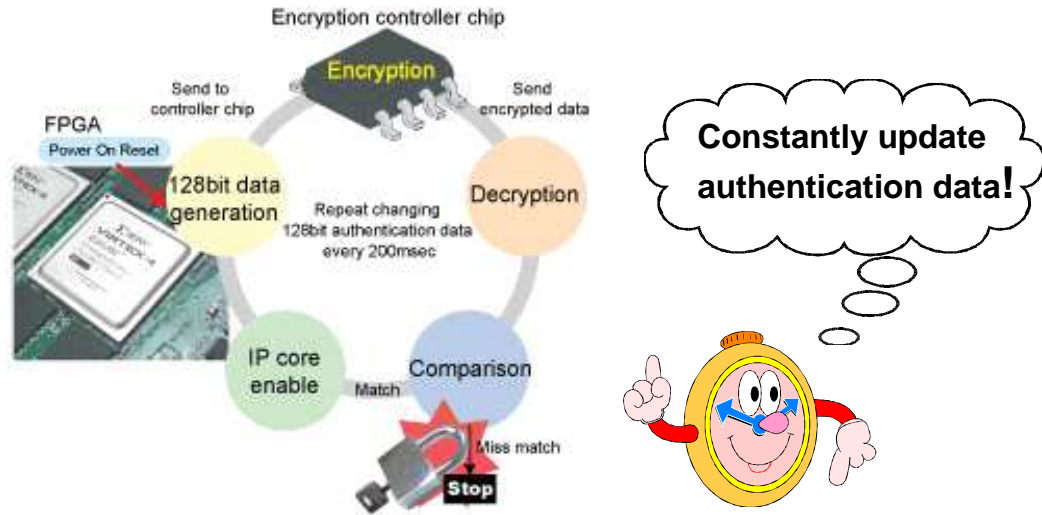 Encryption controller chip
Encryption
Send to
controller chip
Send
encrypted data
FPGA
Power On Reset
128bit data
generation
Decryption
Repeat changing
128bit authentication data
every 200msec
IP core
enable
Match
Comparison
Miss match
Stop
Constantly update
authentication data!